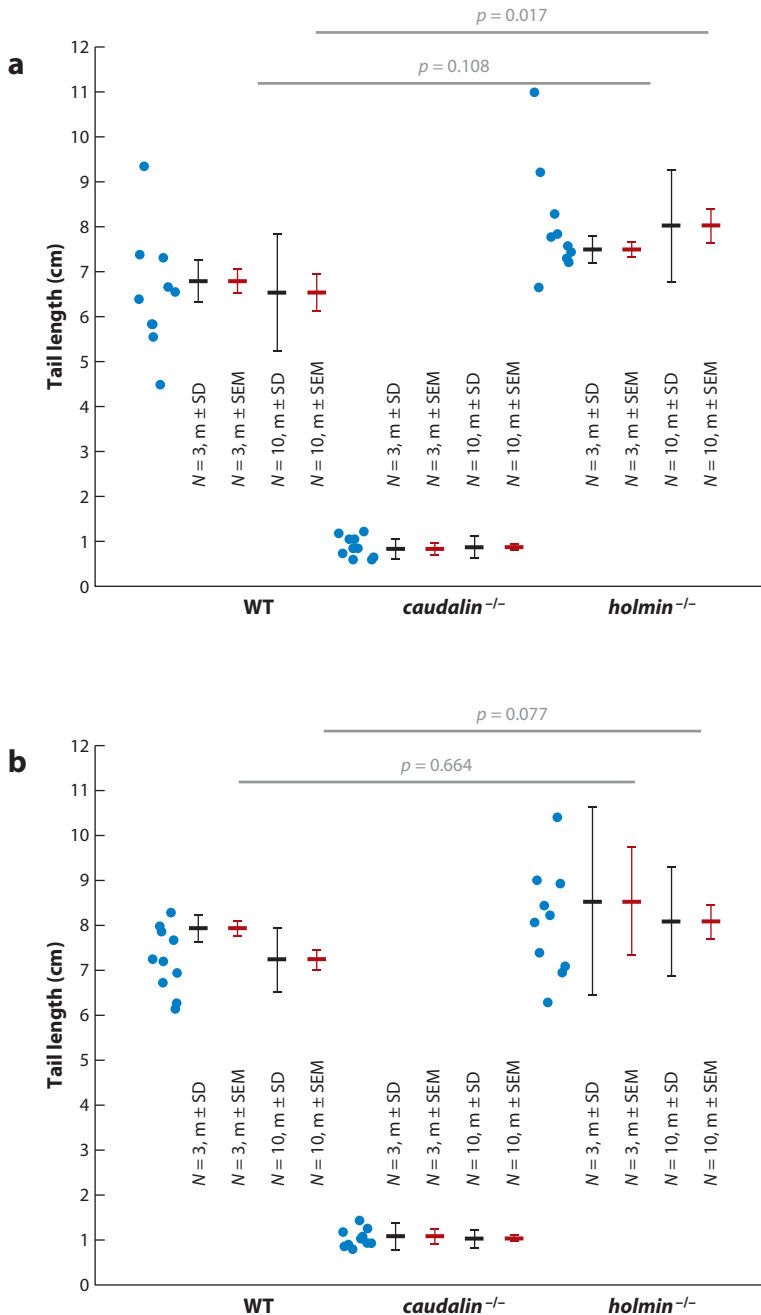 p = 0.017
a
p = 0.108
12
11
10
9
8
7
6
5
4
3
2
1
0
Tail length (cm)
N = 3, m ± SD
N = 3, m ± SEM
N = 10, m ± SD
N = 10, m ± SEM
N = 3, m ± SD
N = 3, m ± SEM
N = 10, m ± SD
N = 10, m ± SEM
N = 3, m ± SD
N = 3, m ± SEM
N = 10, m ± SD
N = 10, m ± SEM
WT caudalin–/– holmin–/–
p = 0.077
b
p = 0.664
12
11
10
9
8
7
6
5
4
3
2
1
0
Tail length (cm)
N = 3, m ± SD
N = 3, m ± SEM
N = 10, m ± SD
N = 10, m ± SEM
N = 3, m ± SD
N = 3, m ± SEM
N = 10, m ± SD
N = 10, m ± SEM
N = 3, m ± SD
N = 3, m ± SEM
N = 10, m ± SD
N = 10, m ± SEM
WT caudalin–/– holmin–/–